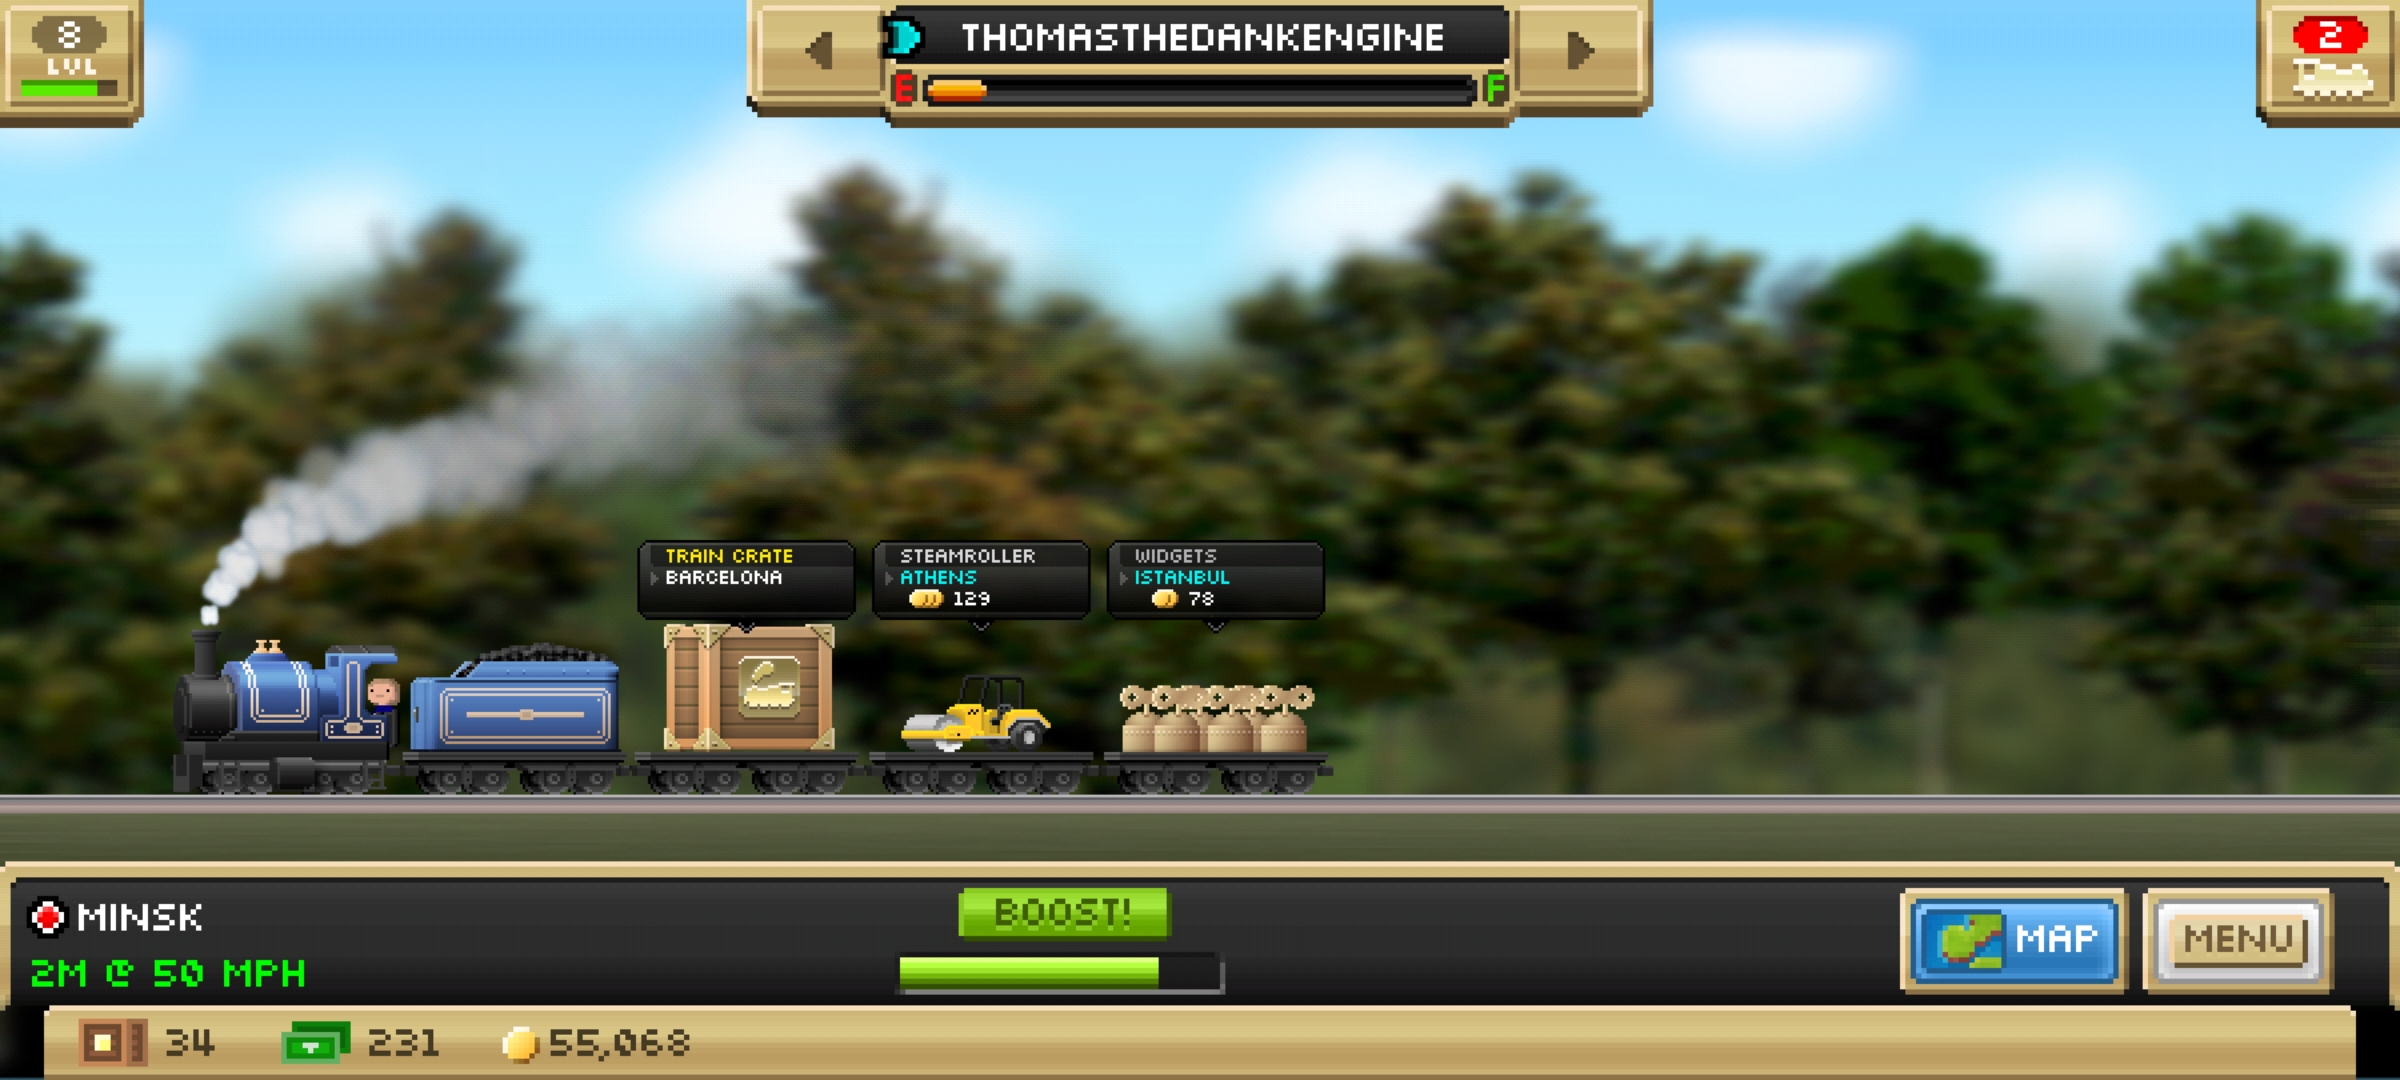 8
LVL
THOMASTHEDANKENGINE
E F
2
TRAIN CRATE
BARCELONA
STEAMROLLER
ATHENS
129
WIDGETS
ISTANBUL
78
MINSK
2M @ 50 MPH
BOOST!
MAP
MENU
34
231
55,068